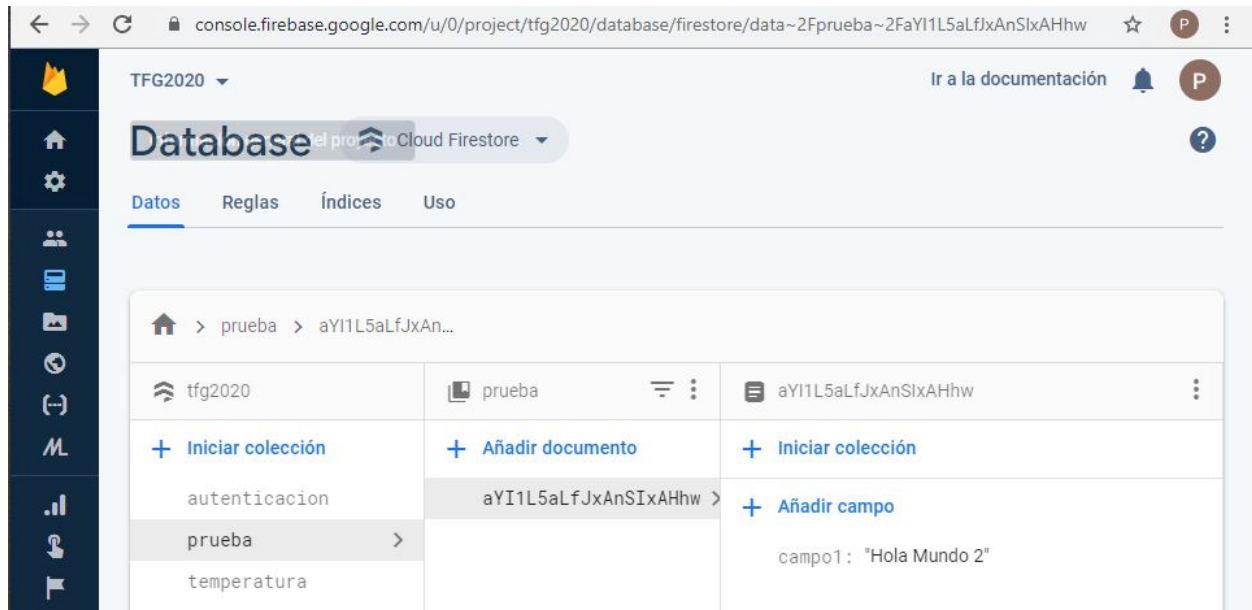 console.firebase.google.com/u/0/project/tfg2020/database/firestore/data~2Fprueba~2FaYI1L5aLfJxAnSIxAHhw
P
TFG2020
Ir a la documentación
P
Database
Cloud Firestore
Datos Reglas Índices Uso
> prueba > aYI1L5aLfJxAn...
tfg2020
prueba
aYI1L5aLfJxAnSIxAHhw
+ Iniciar colección
+ Añadir documento
+ Iniciar colección
autenticacion
aYI1L5aLfJxAnSIxAHhw >
+ Añadir campo
prueba >
campo1: "Hola Mundo 2"
temperatura